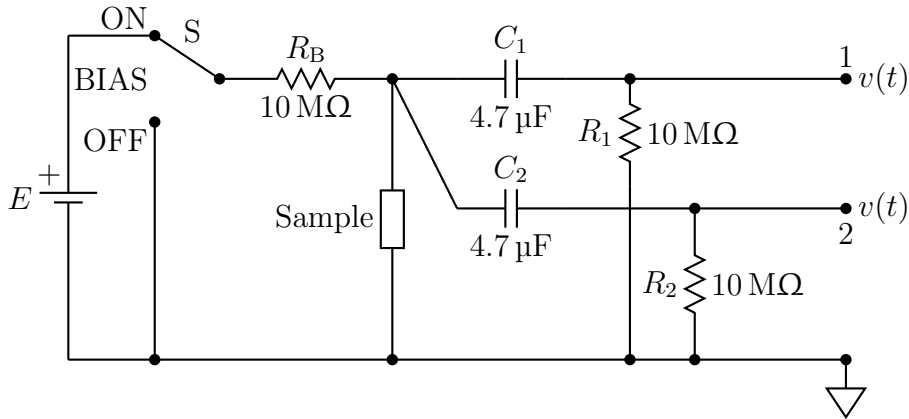 ON
S
BIAS
OFF
+
E
R_B
10 MΩ
Sample
C_1
4.7 µF
C_2
4.7 µF
R_1
10 MΩ
R_2
10 MΩ
1
v(t)
v(t)
2